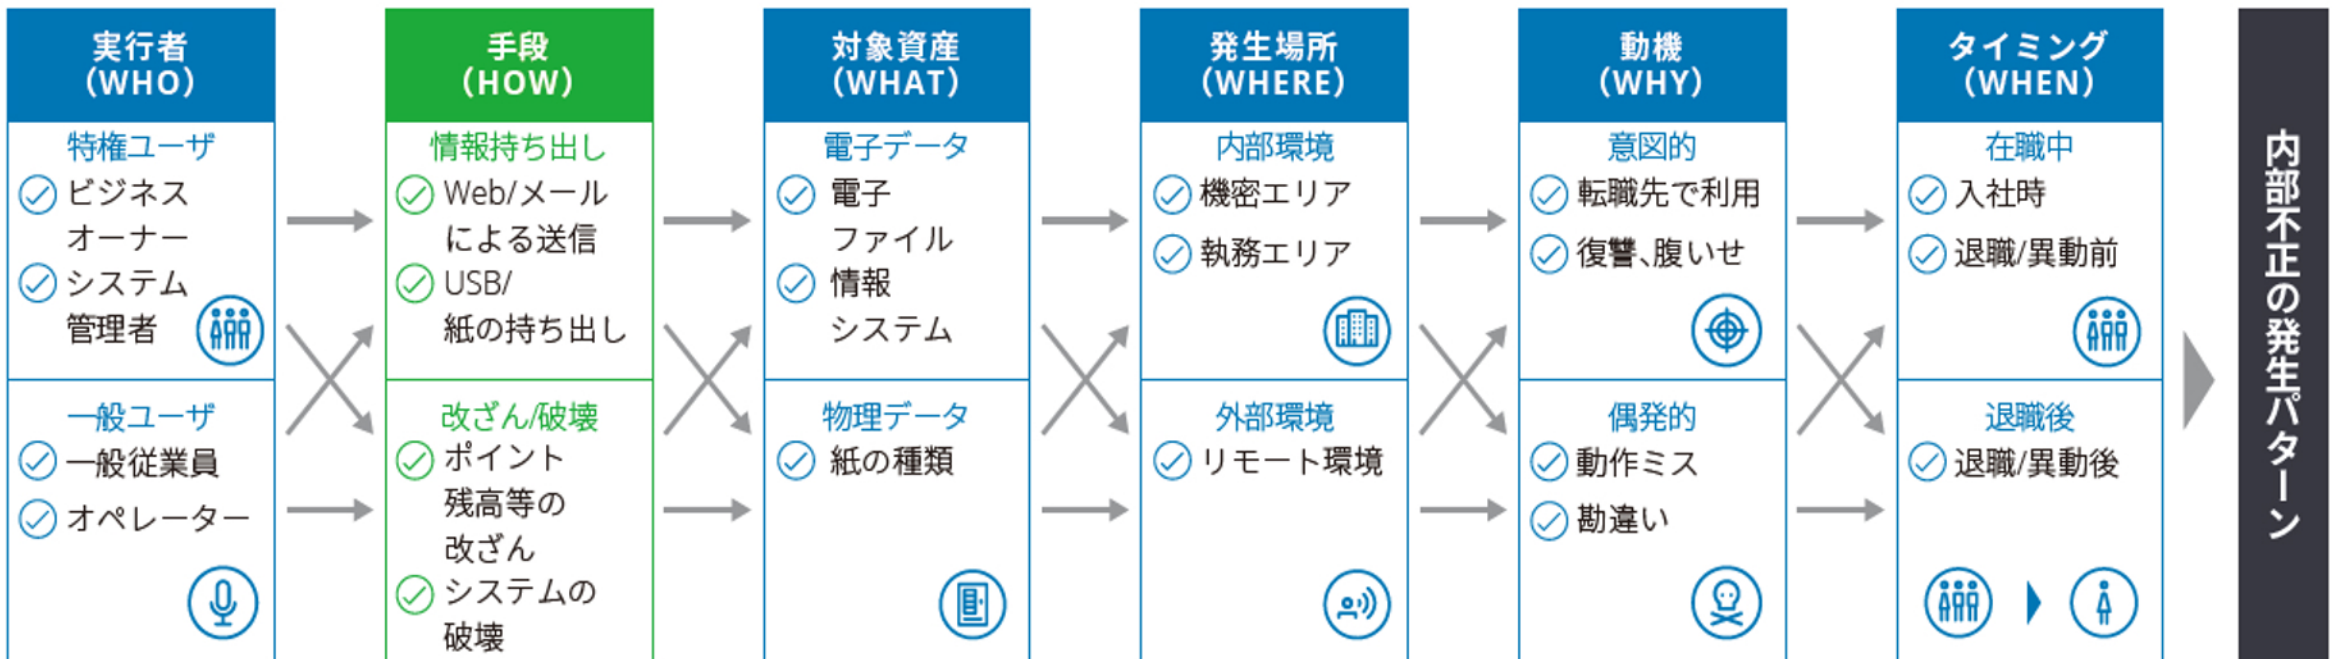 実行者
（WHO）
特権ユーザ
ビジネス
オーナー
システム
管理者
一般ユーザ
一般従業員
オペレーター
手段
（HOW）
情報持ち出し
Web/メール
による送信
USB/
紙の持ち出し
改ざん/破壊
ポイント
残高等の
改ざん
システムの
破壊
対象資産
（WHAT）
電子データ
電子
ファイル
情報
システム
物理データ
紙の種類
発生場所
（WHERE）
内部環境
機密エリア
執務エリア
外部環境
リモート環境
動機
（WHY）
意図的
転職先で利用
復讐、腹いせ
偶発的
動作ミス
勘違い
タイミング
（WHEN）
在職中
入社時
退職/異動前
退職後
退職/異動後
内部不正の発生パターン